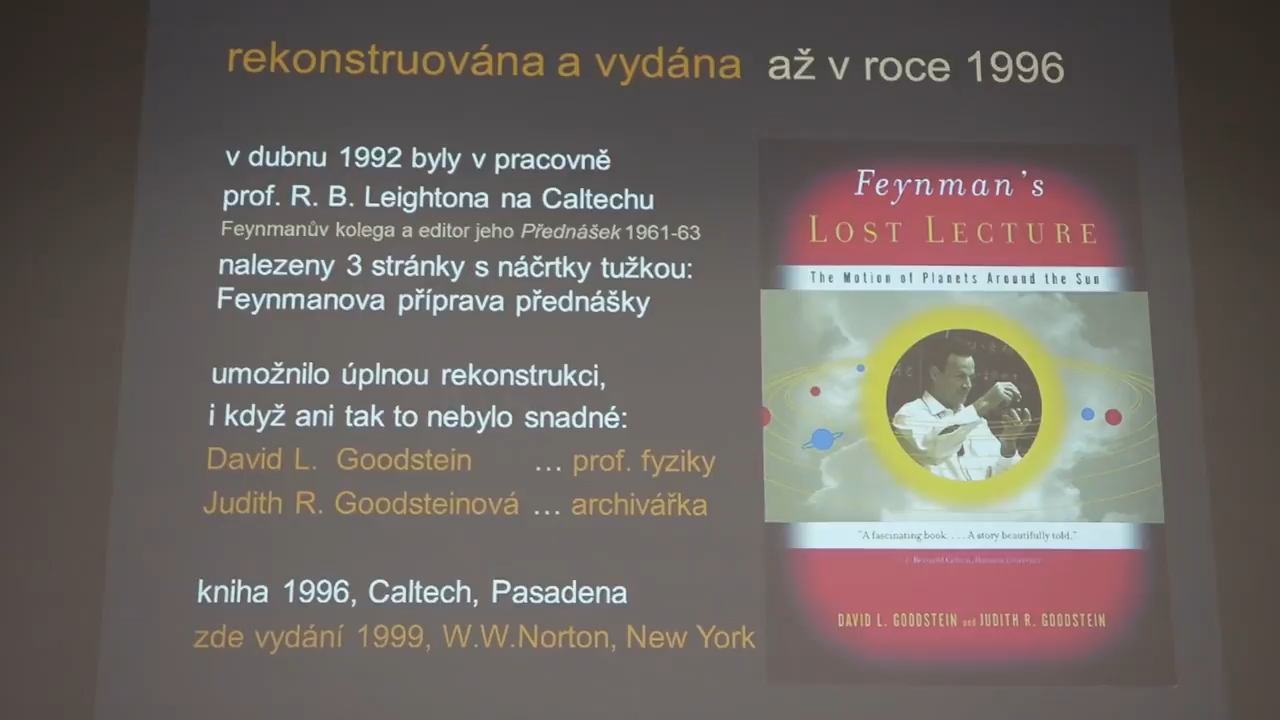 rekonstruována a vydána až v roce 1996
v dubnu 1992 byly v pracovně
prof. R. B. Leightona na Caltechu
Feynmanův kolega a editor jeho Přednášek 1961-63
nalezeny 3 stránky s náčrtky tužkou:
Feynmanova příprava přednášky
umožnilo úplnou rekonstrukci,
i když ani tak to nebylo snadné:
David L. Goodstein ... prof. fyziky
Judith R. Goodsteinová ... archivářka
kniha 1996, Caltech, Pasadena
zde vydání 1999, W.W.Norton, New York
Feynman's
LOST LECTURE
The Motion of Planets Around the Sun
"A fascinating book. . . . A story beautifully told."
DAVID L. GOODSTEIN and JUDITH R. GOODSTEIN